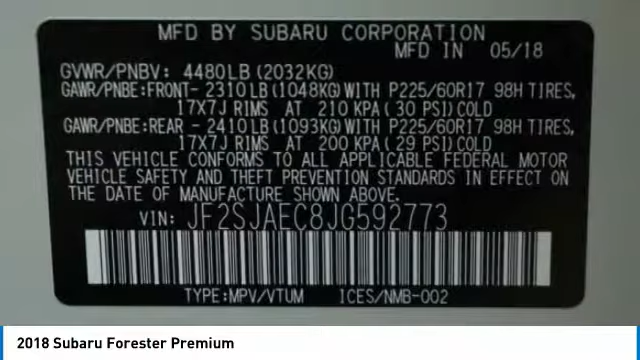 MFD BY SUBARU CORPORATION
MFD IN 05/18
GVWR/PNBV: 4480LB (2032KG)
GAWR/PNBE:FRONT- 2310 LB (1048KG) WITH P225/60R17 98H TIRES,
17X7J RIMS AT 210 KPA ( 30 PSI) COLD
GAWR/PNBE:REAR - 2410 LB (1093KG) WITH P225/60R17 98H TIRES,
17X7J RIMS AT 200 KPA ( 29 PSI) COLD
THIS VEHICLE CONFORMS TO ALL APPLICABLE FEDERAL MOTOR
VEHICLE SAFETY AND THEFT PREVENTION STANDARDS IN EFFECT ON
THE DATE OF MANUFACTURE SHOWN ABOVE.
VIN: JF2SJAEC8JG592773
TYPE:MPV/VTUM ICES/NMB-002
2018 Subaru Forester Premium